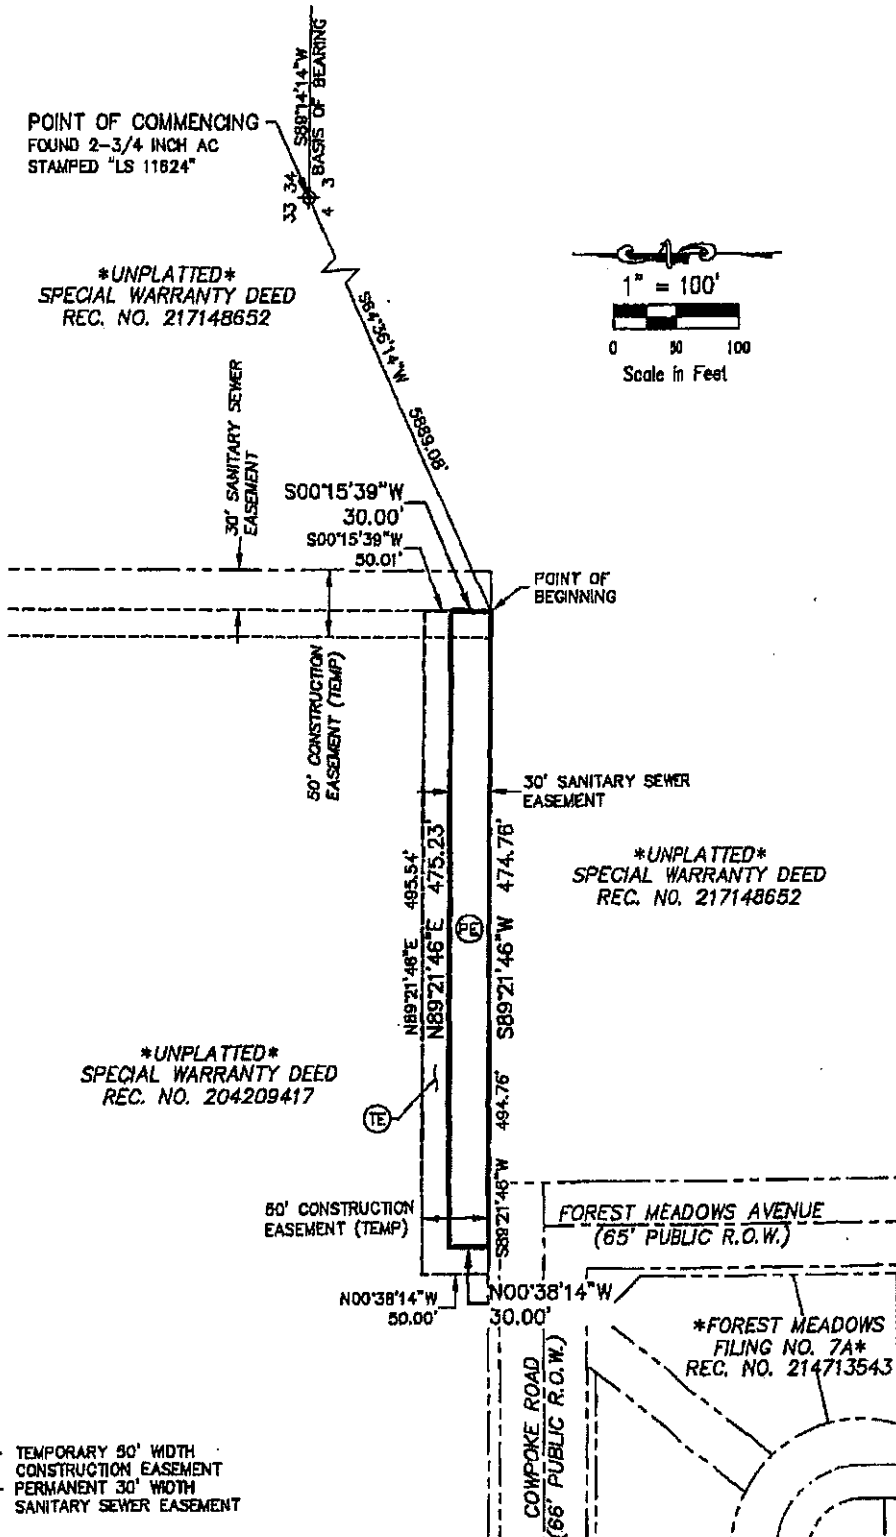 S89°14'14"W
BASIS OF BEARING
POINT OF COMMENCING
FOUND 2-3/4 INCH AC
STAMPED "LS 11624"
33 34
4 3
*UNPLATTED*
SPECIAL WARRANTY DEED
REC. NO. 217148652
1" = 100'
0 50 100
Scale in Feet
S64°36'14"W 5889.08'
30' SANITARY SEWER
EASEMENT
S00°15'39"W
30.00'
S00°15'39"W
50.01'
POINT OF
BEGINNING
50' CONSTRUCTION
EASEMENT (TEMP)
30' SANITARY SEWER
EASEMENT
N89°21'46"E 495.54'
N89°21'46"E 475.23'
S89°21'46"W 474.76'
PE
*UNPLATTED*
SPECIAL WARRANTY DEED
REC. NO. 217148652
*UNPLATTED*
SPECIAL WARRANTY DEED
REC. NO. 204209417
TE
S89°21'46"W 494.76'
50' CONSTRUCTION
EASEMENT (TEMP)
FOREST MEADOWS AVENUE
(65' PUBLIC R.O.W.)
N00°38'14"W
50.00'
N00°38'14"W
30.00'
*FOREST MEADOWS
FILING NO. 7A*
REC. NO. 214713543
COWPOKE ROAD
(66' PUBLIC R.O.W.)
- TEMPORARY 50' WIDTH
CONSTRUCTION EASEMENT
- PERMANENT 30' WIDTH
SANITARY SEWER EASEMENT